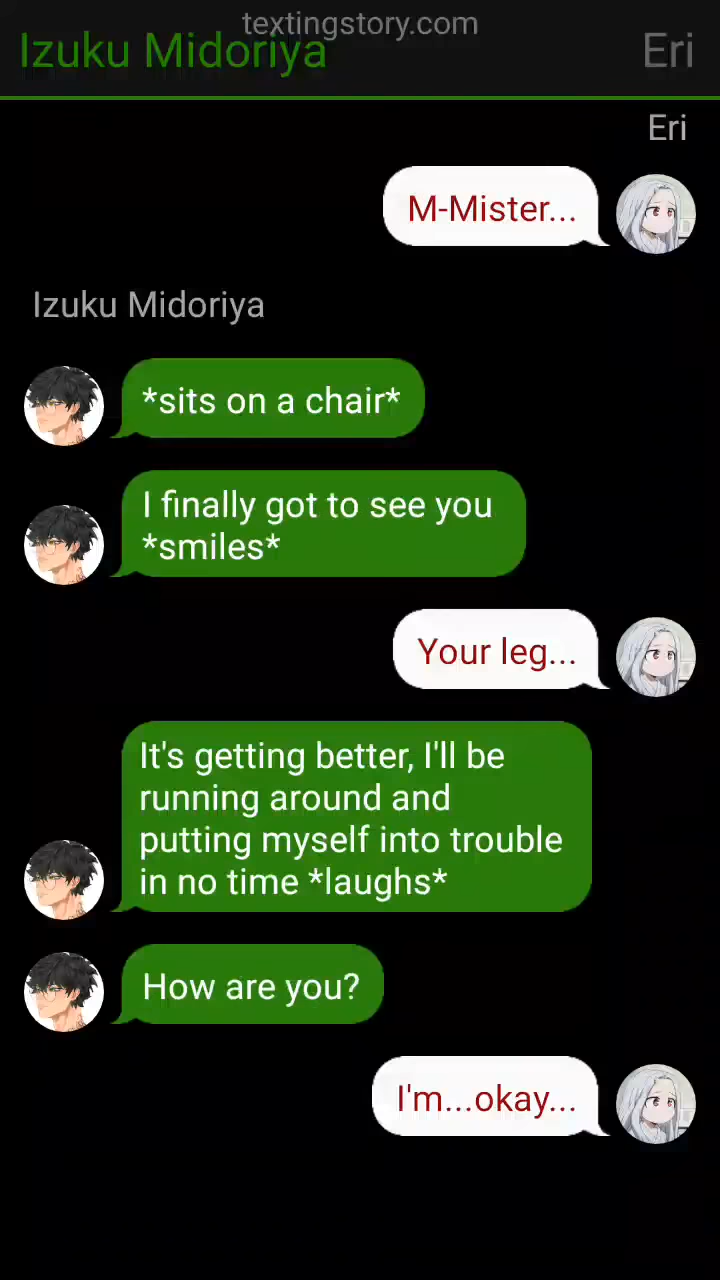 textingstory.com
Izuku Midoriya
Eri
Eri
M-Mister...
Izuku Midoriya
*sits on a chair*
I finally got to see you
*smiles*
Your leg...
It's getting better, I'll be
running around and
putting myself into trouble
in no time *laughs*
How are you?
I'm...okay...